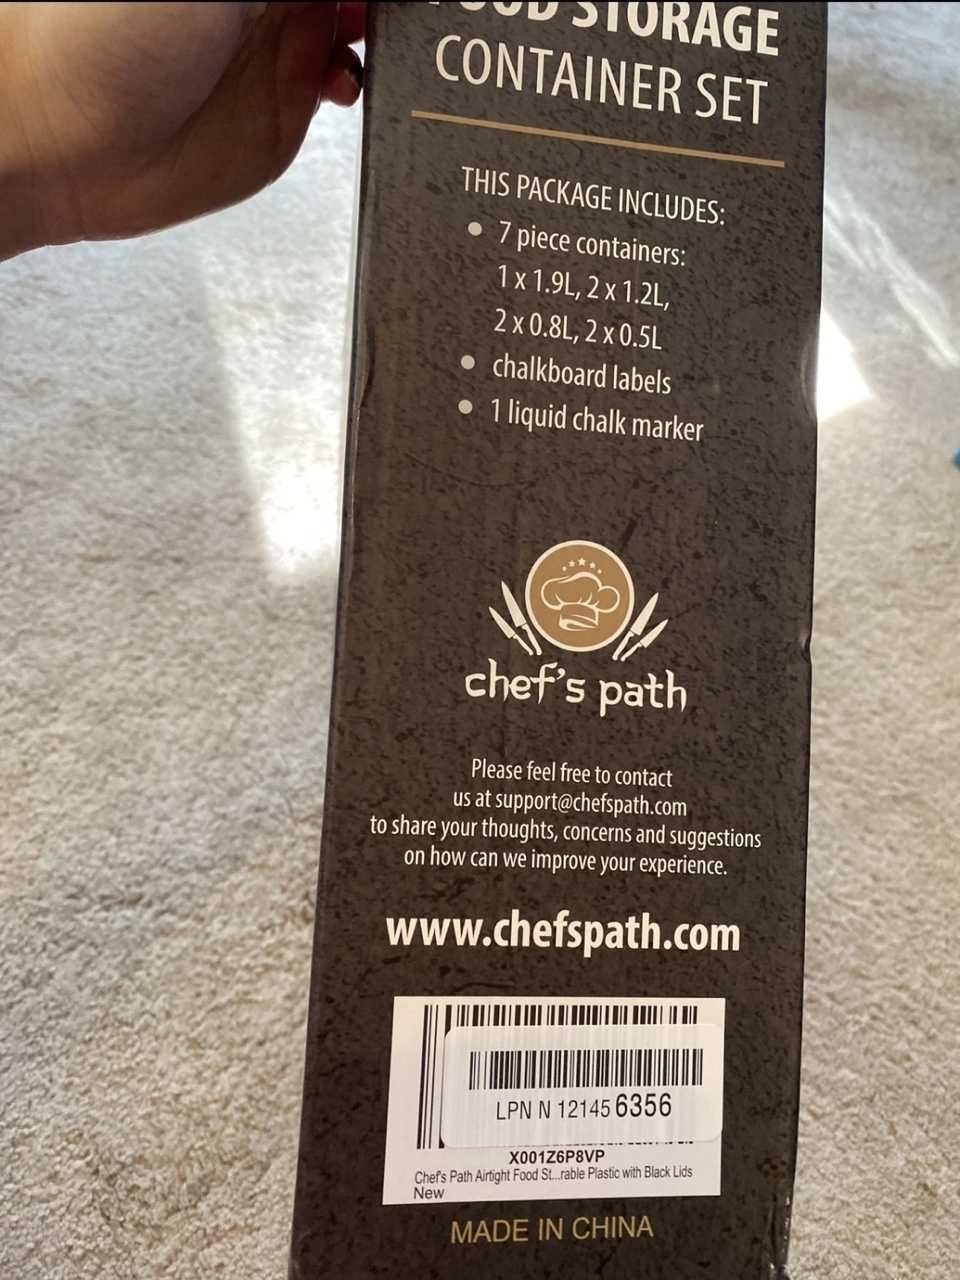 FOOD STORAGE
CONTAINER SET
THIS PACKAGE INCLUDES:
• 7 piece containers:
1 x 1.9L, 2 x 1.2L,
2 x 0.8L, 2 x 0.5L
• chalkboard labels
• 1 liquid chalk marker
chef's path
Please feel free to contact
us at support@chefspath.com
to share your thoughts, concerns and suggestions
on how can we improve your experience.
www.chefspath.com
LPN N 12145 6356
X001Z6P8VP
Chef's Path Airtight Food St...rable Plastic with Black Lids
New
MADE IN CHINA